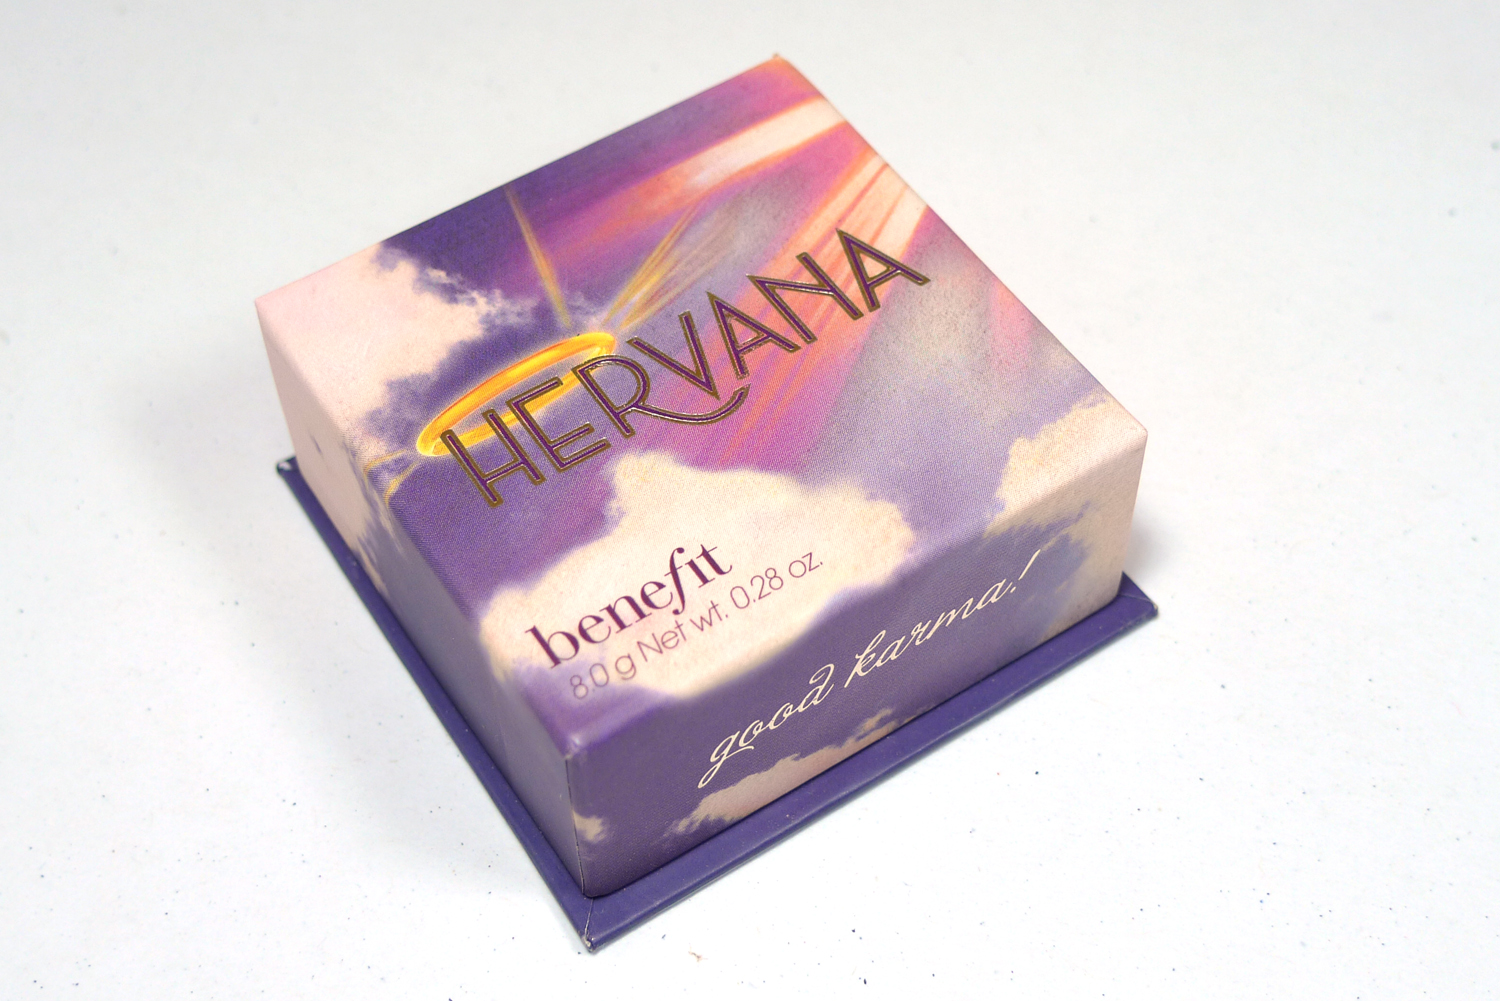 HERVANA
benefit
8.0 g Net wt. 0.28 oz.
good karma!